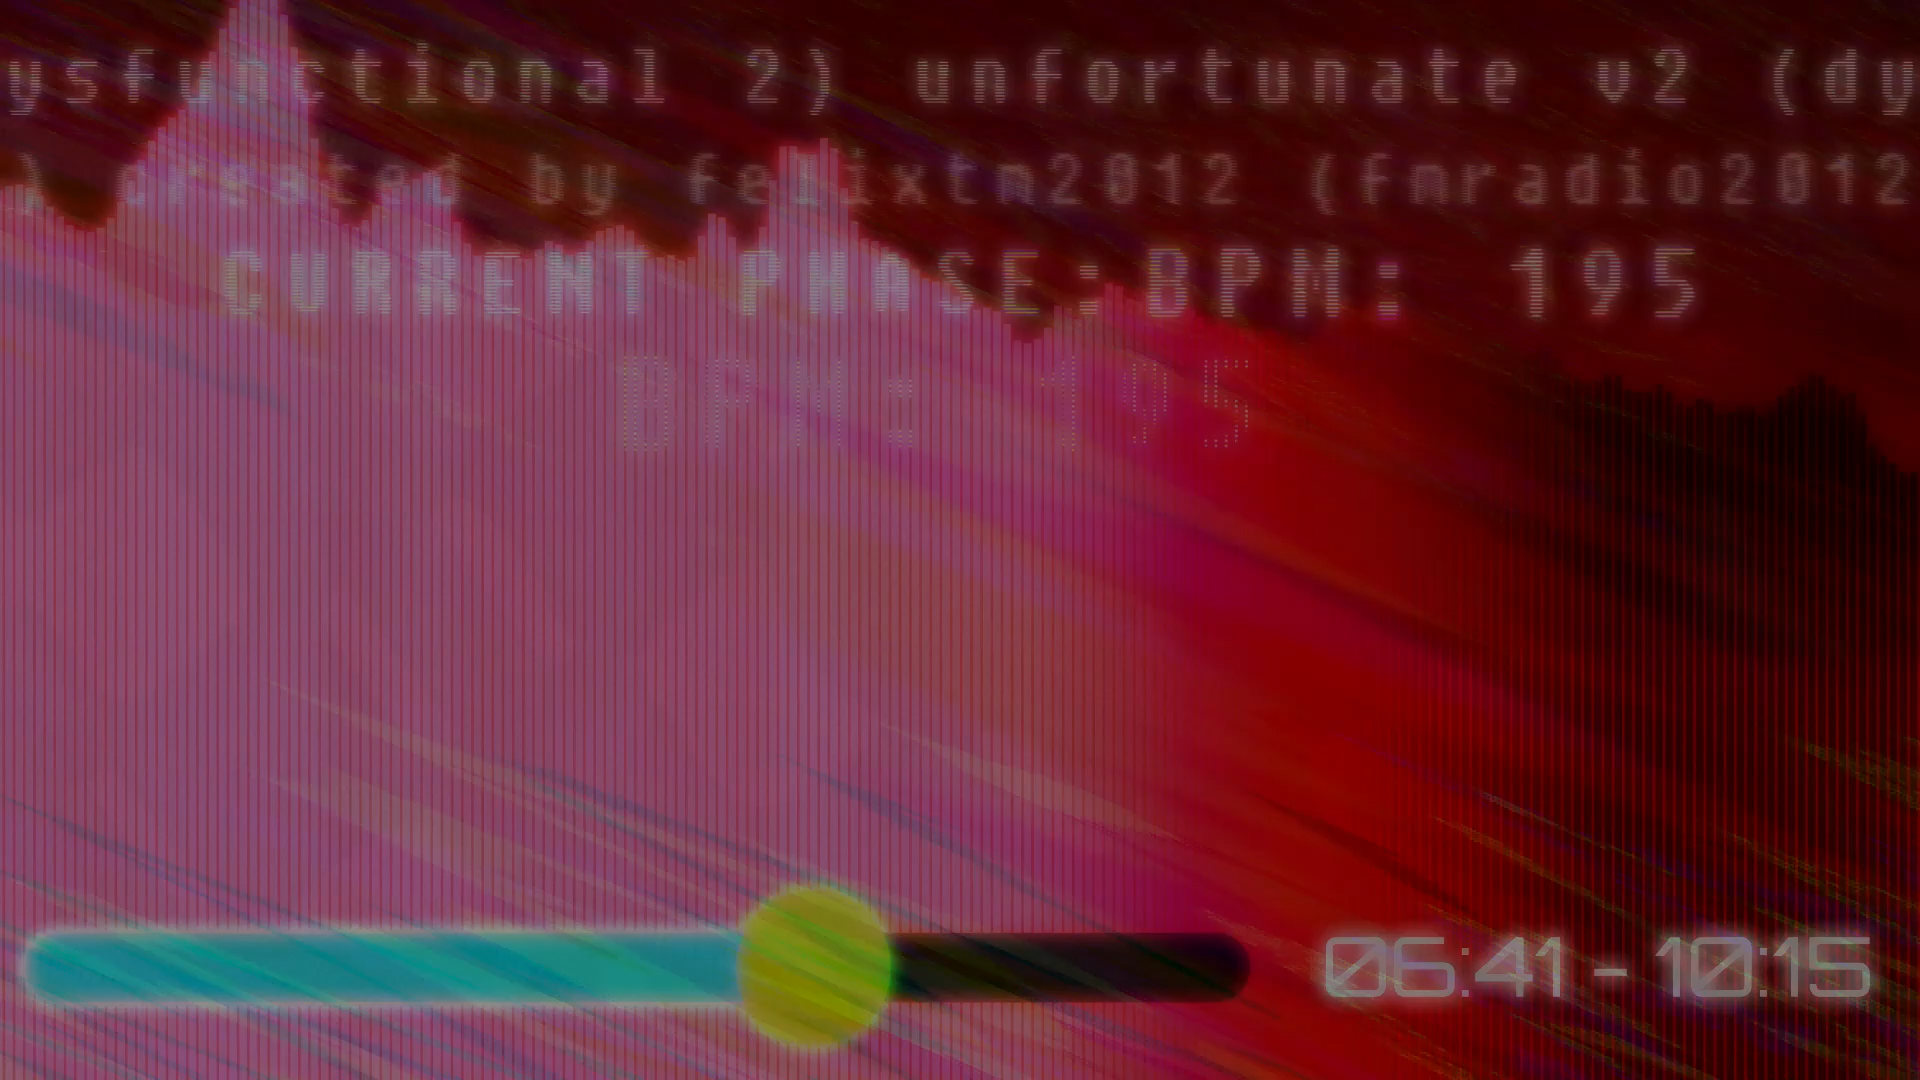 ysfunctional 2) unfortunate v2 (dy
) created by felixtm2012 (fmradio2012
CURRENT PHASE:BPM: 195
BPM: 195
06:41 - 10:15